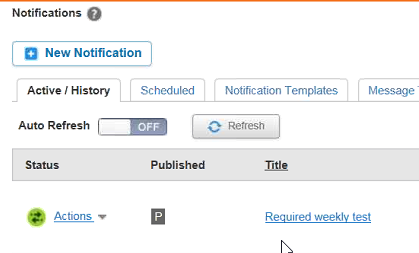 Notifications ?
New Notification
Active / History Scheduled Notification Templates Message
Auto Refresh OFF Refresh
Status Published Title
Actions P Required weekly test